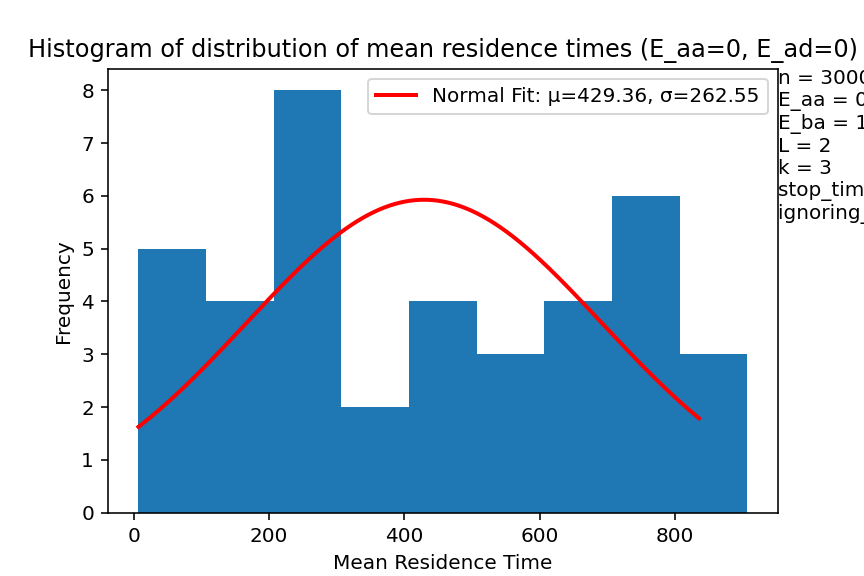 Histogram of distribution of mean residence times (E_aa=0, E_ad=0)
Normal Fit: μ=429.36, σ=262.55
n = 3000
E_aa = 0
E_ba = 1
L = 2
k = 3
stop_tim
ignoring_
8
7
6
5
4
3
2
1
0
Frequency
0 200 400 600 800
Mean Residence Time